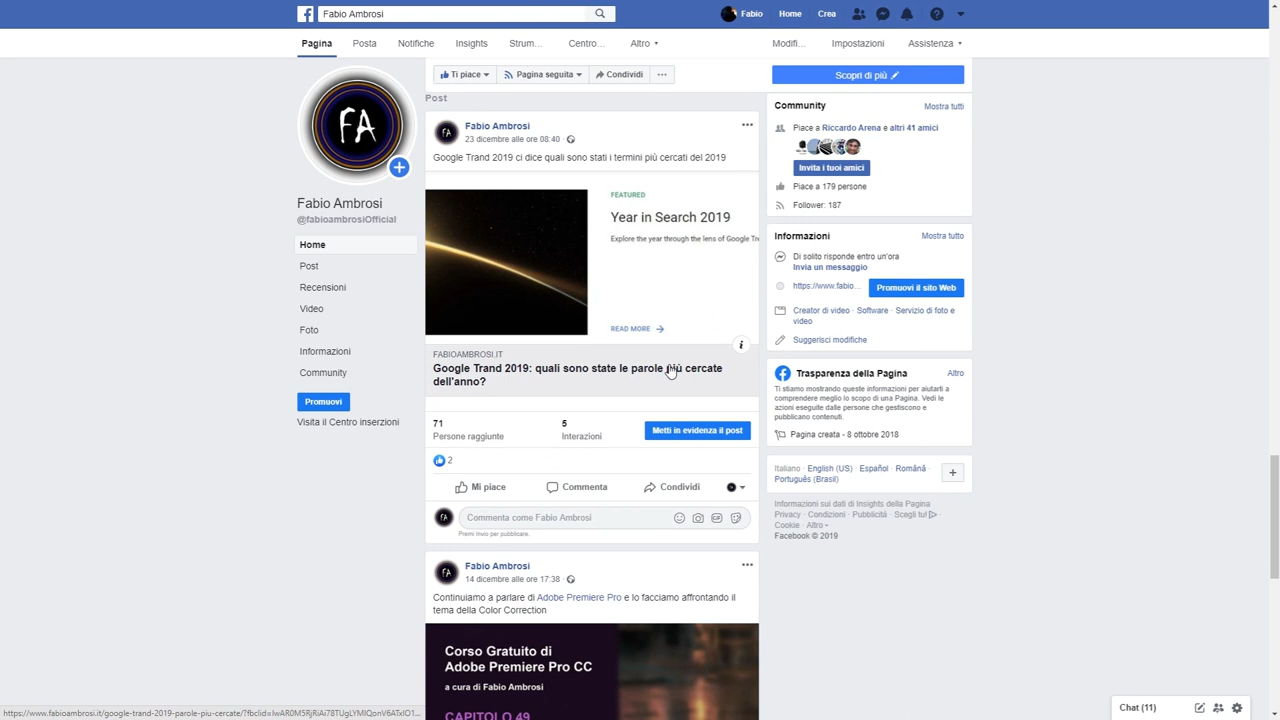 Fabio Ambrosi
Fabio
Home
Crea
Pagina
Posta
Notifiche
Insights
Strum...
Centro...
Altro
Modifi...
Impostazioni
Assistenza
Ti piace
Pagina seguita
Condividi
Scopri di più
FA
Fabio Ambrosi
@fabioambrosiOfficial
Home
Post
Recensioni
Video
Foto
Informazioni
Community
Promuovi
Visita il Centro inserzioni
Post
Fabio Ambrosi
23 dicembre alle ore 08:40
Google Trand 2019 ci dice quali sono stati i termini più cercati del 2019
FEATURED
Year in Search 2019
Explore the year through the lens of Google Tre
READ MORE
FABIOAMBROSI.IT
Google Trand 2019: quali sono state le parole più cercate
dell'anno?
71
Persone raggiunte
5
Interazioni
Metti in evidenza il post
2
Mi piace
Commenta
Condividi
Commenta come Fabio Ambrosi
Premi Invio per pubblicare.
Fabio Ambrosi
14 dicembre alle ore 17:38
Continuiamo a parlare di Adobe Premiere Pro e lo facciamo affrontando il
tema della Color Correction
Corso Gratuito di
Adobe Premiere Pro CC
a cura di Fabio Ambrosi
CAPITOLO 49
Community
Mostra tutti
Piace a Riccardo Arena e altri 41 amici
Invita i tuoi amici
Piace a 179 persone
Follower: 187
Informazioni
Mostra tutto
Di solito risponde entro un'ora
Invia un messaggio
https://www.fabio...
Promuovi il sito Web
Creator di video · Software · Servizio di foto e
video
Suggerisci modifiche
Trasparenza della Pagina
Altro
Ti stiamo mostrando queste informazioni per aiutarti a
comprendere meglio lo scopo di una Pagina. Vedi le
azioni eseguite dalle persone che gestiscono e
pubblicano contenuti.
Pagina creata - 8 ottobre 2018
Italiano · English (US) · Español · Română ·
Português (Brasil)
Informazioni sui dati di Insights della Pagina
Privacy · Condizioni · Pubblicità · Scegli tu! ·
Cookie · Altro
Facebook © 2019
Chat (11)